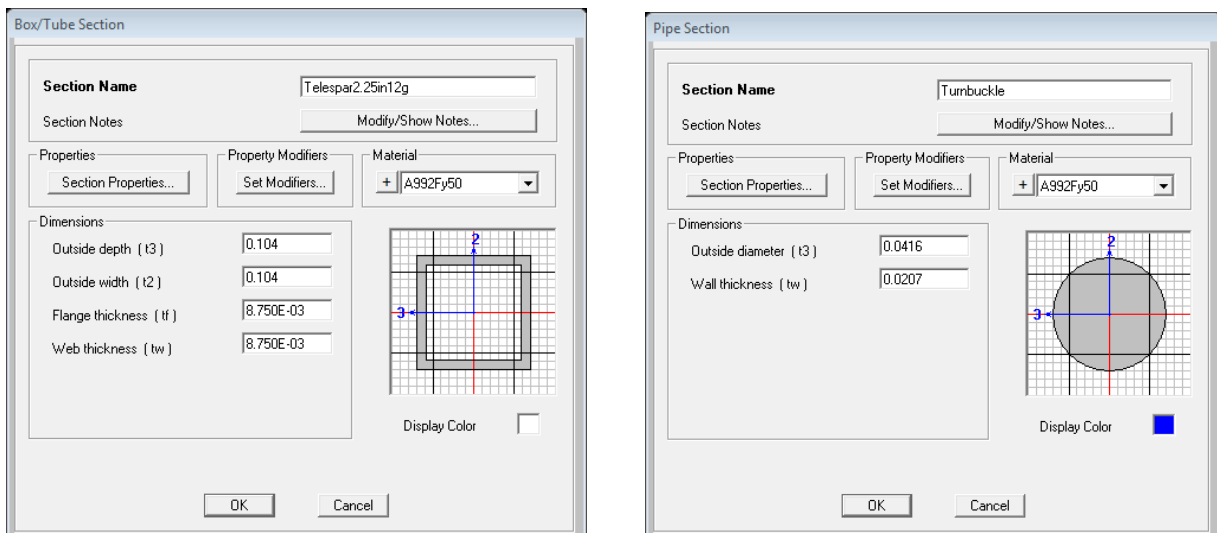 Box/Tube Section
Section Name
Telespar2.25in12g
Section Notes
Modify/Show Notes...
Properties
Property Modifiers
Material
Section Properties...
Set Modifiers...
+
A992Fy50
Dimensions
Outside depth ( t3 )
0.104
Outside width ( t2 )
0.104
Flange thickness ( tf )
8.750E-03
Web thickness ( tw )
8.750E-03
2
3
Display Color
OK
Cancel
Pipe Section
Section Name
Turnbuckle
Section Notes
Modify/Show Notes...
Properties
Property Modifiers
Material
Section Properties...
Set Modifiers...
+
A992Fy50
Dimensions
Outside diameter ( t3 )
0.0416
Wall thickness ( tw )
0.0207
2
3
Display Color
OK
Cancel